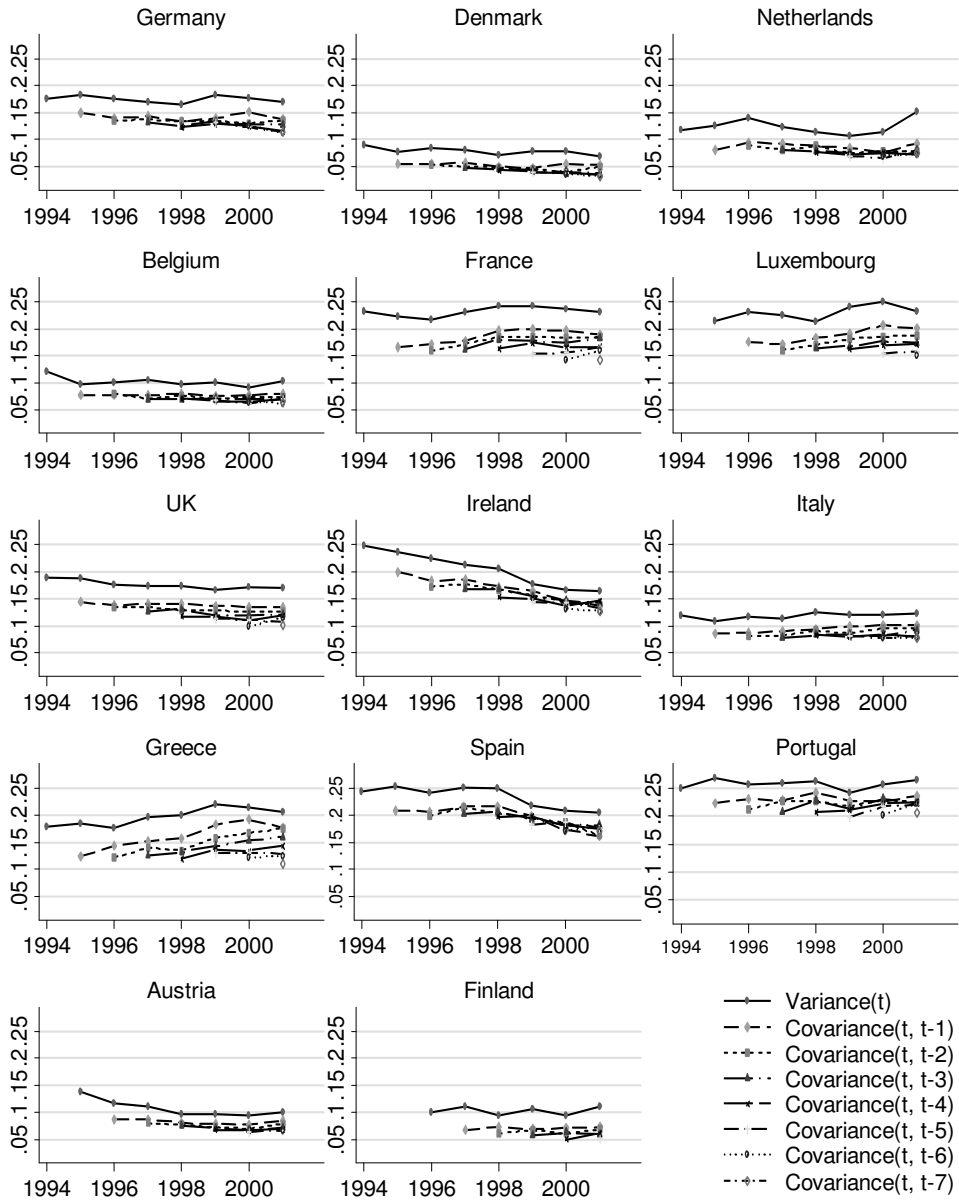 Germany
Denmark
Netherlands
.05 .1 .15 .2 .25
.05 .1 .15 .2 .25
.05 .1 .15 .2 .25
1994 1996 1998 2000
1994 1996 1998 2000
1994 1996 1998 2000
Belgium
France
Luxembourg
.05 .1 .15 .2 .25
.05 .1 .15 .2 .25
.05 .1 .15 .2 .25
1994 1996 1998 2000
1994 1996 1998 2000
1994 1996 1998 2000
UK
Ireland
Italy
.05 .1 .15 .2 .25
.05 .1 .15 .2 .25
.05 .1 .15 .2 .25
1994 1996 1998 2000
1994 1996 1998 2000
1994 1996 1998 2000
Greece
Spain
Portugal
.05 .1 .15 .2 .25
.05 .1 .15 .2 .25
.05 .1 .15 .2 .25
1994 1996 1998 2000
1994 1996 1998 2000
1994 1996 1998 2000
Austria
Finland
.05 .1 .15 .2 .25
.05 .1 .15 .2 .25
1994 1996 1998 2000
1994 1996 1998 2000
Variance(t)
Covariance(t, t-1)
Covariance(t, t-2)
Covariance(t, t-3)
Covariance(t, t-4)
Covariance(t, t-5)
Covariance(t, t-6)
Covariance(t, t-7)